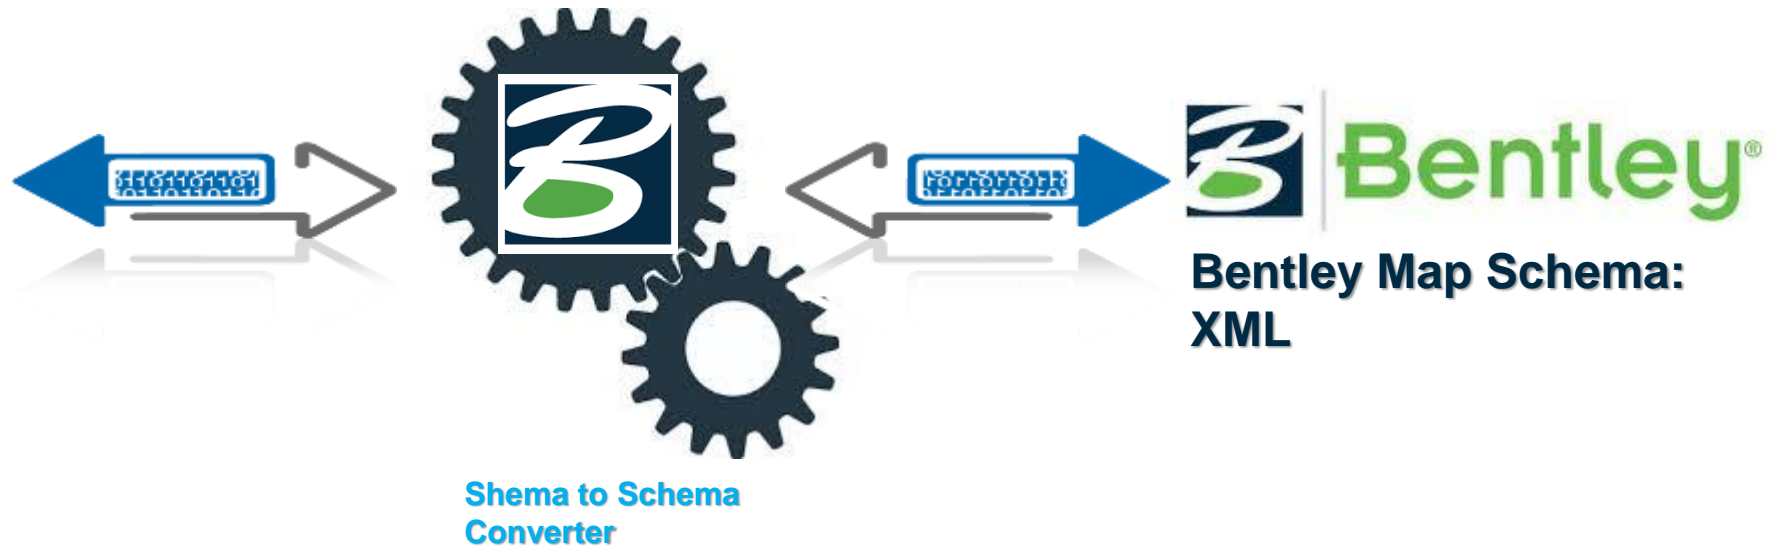 Bentley®
Bentley Map Schema:
XML
Shema to Schema
Converter